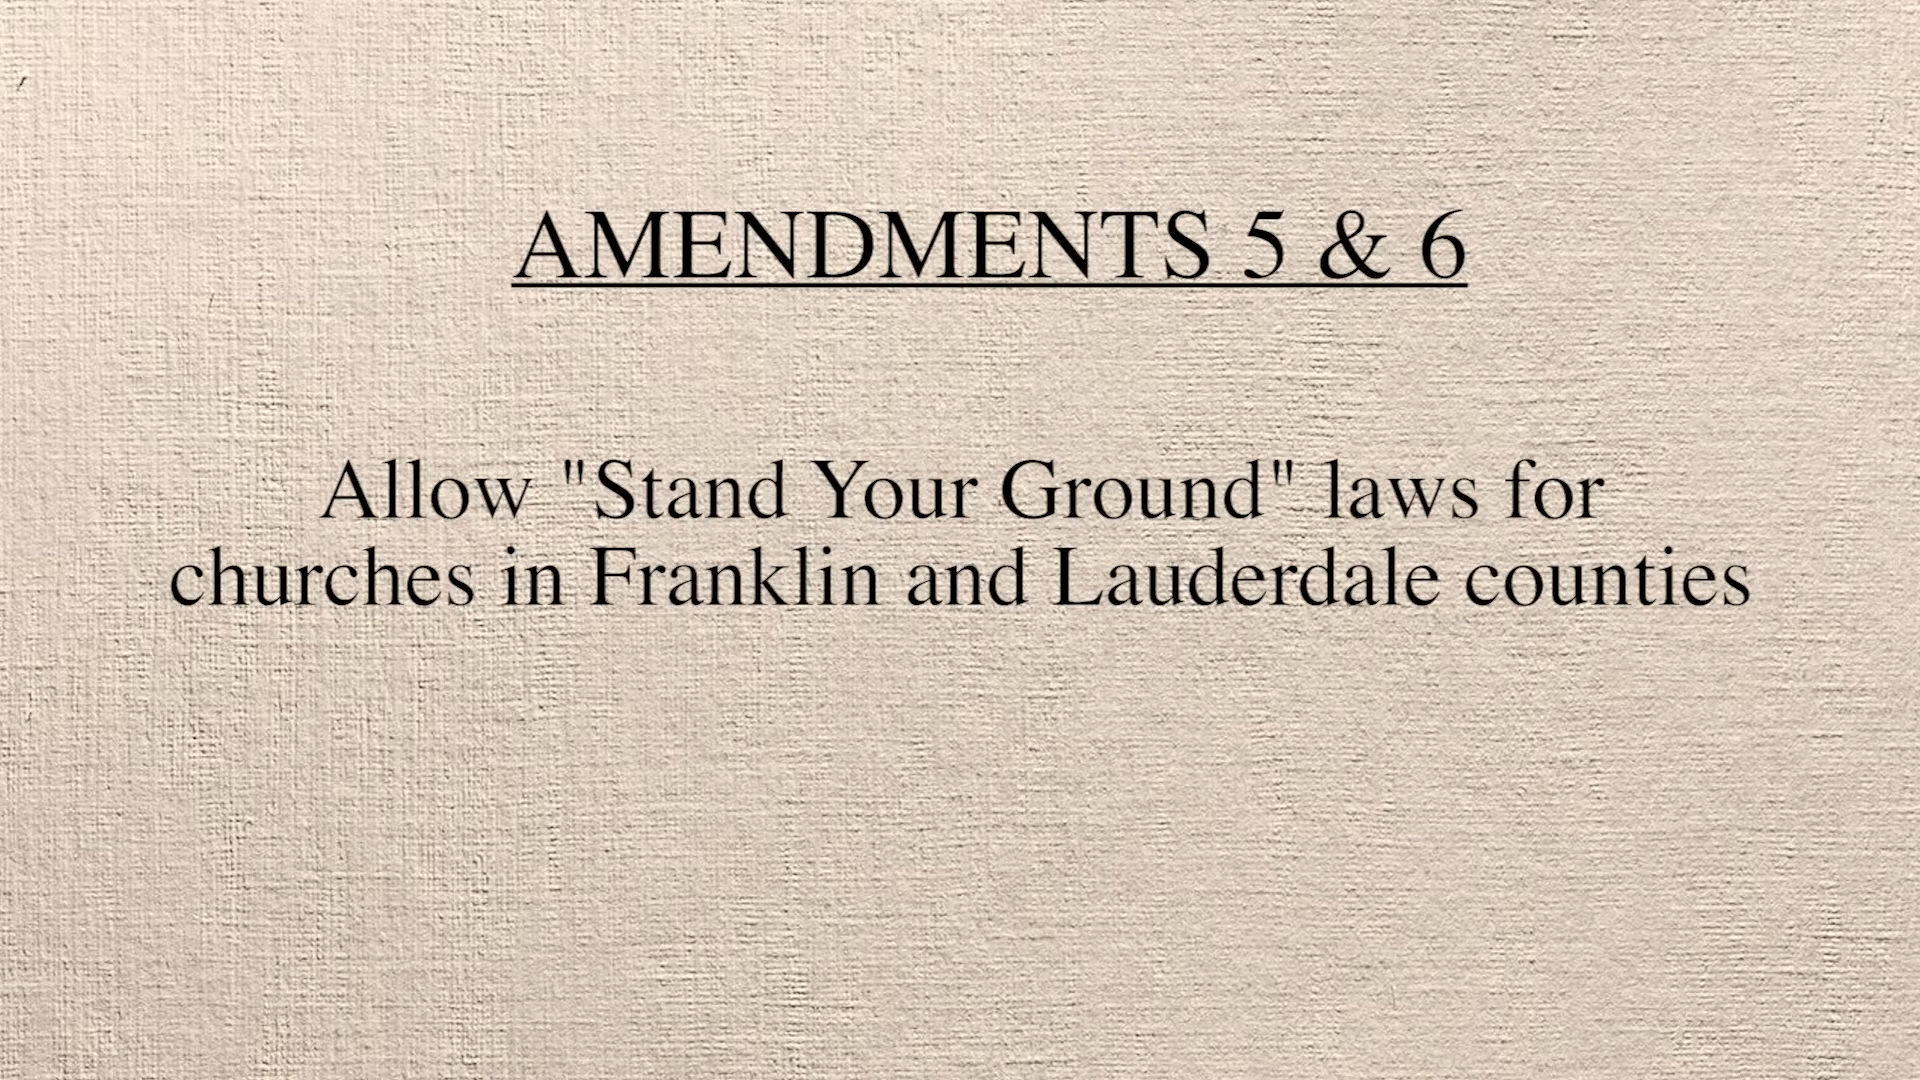 AMENDMENTS 5 & 6
Allow "Stand Your Ground" laws for
churches in Franklin and Lauderdale counties